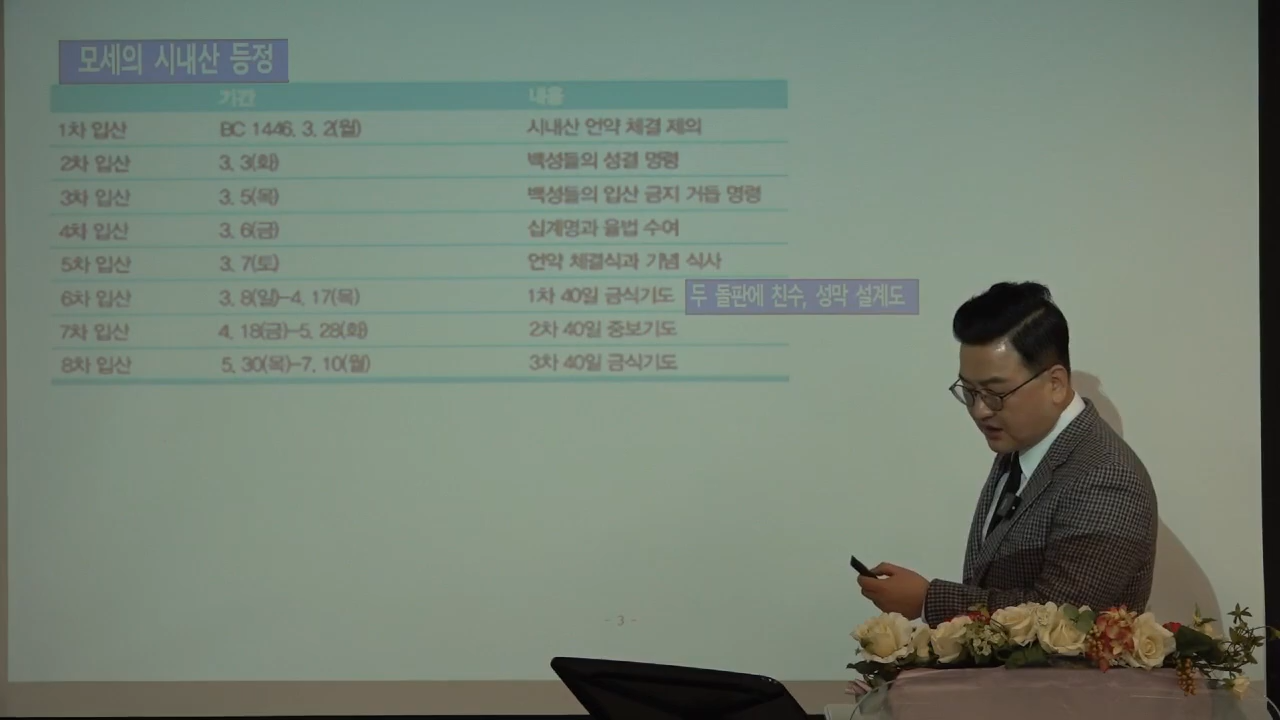 모세의 시내산 등정
기간 내용
1차 입산 BC 1446. 3. 2(월) 시내산 언약 체결 제의
2차 입산 3. 3(화) 백성들의 성결 명령
3차 입산 3. 5(목) 백성들의 입산 금지 거듭 명령
4차 입산 3. 6(금) 십계명과 율법 수여
5차 입산 3. 7(토) 언약 체결식과 기념 식사
6차 입산 3. 8(일)-4. 17(목) 1차 40일 금식기도 두 돌판에 친수, 성막 설계도
7차 입산 4. 18(금)-5. 28(화) 2차 40일 중보기도
8차 입산 5. 30(목)-7. 10(월) 3차 40일 금식기도
- 3 -